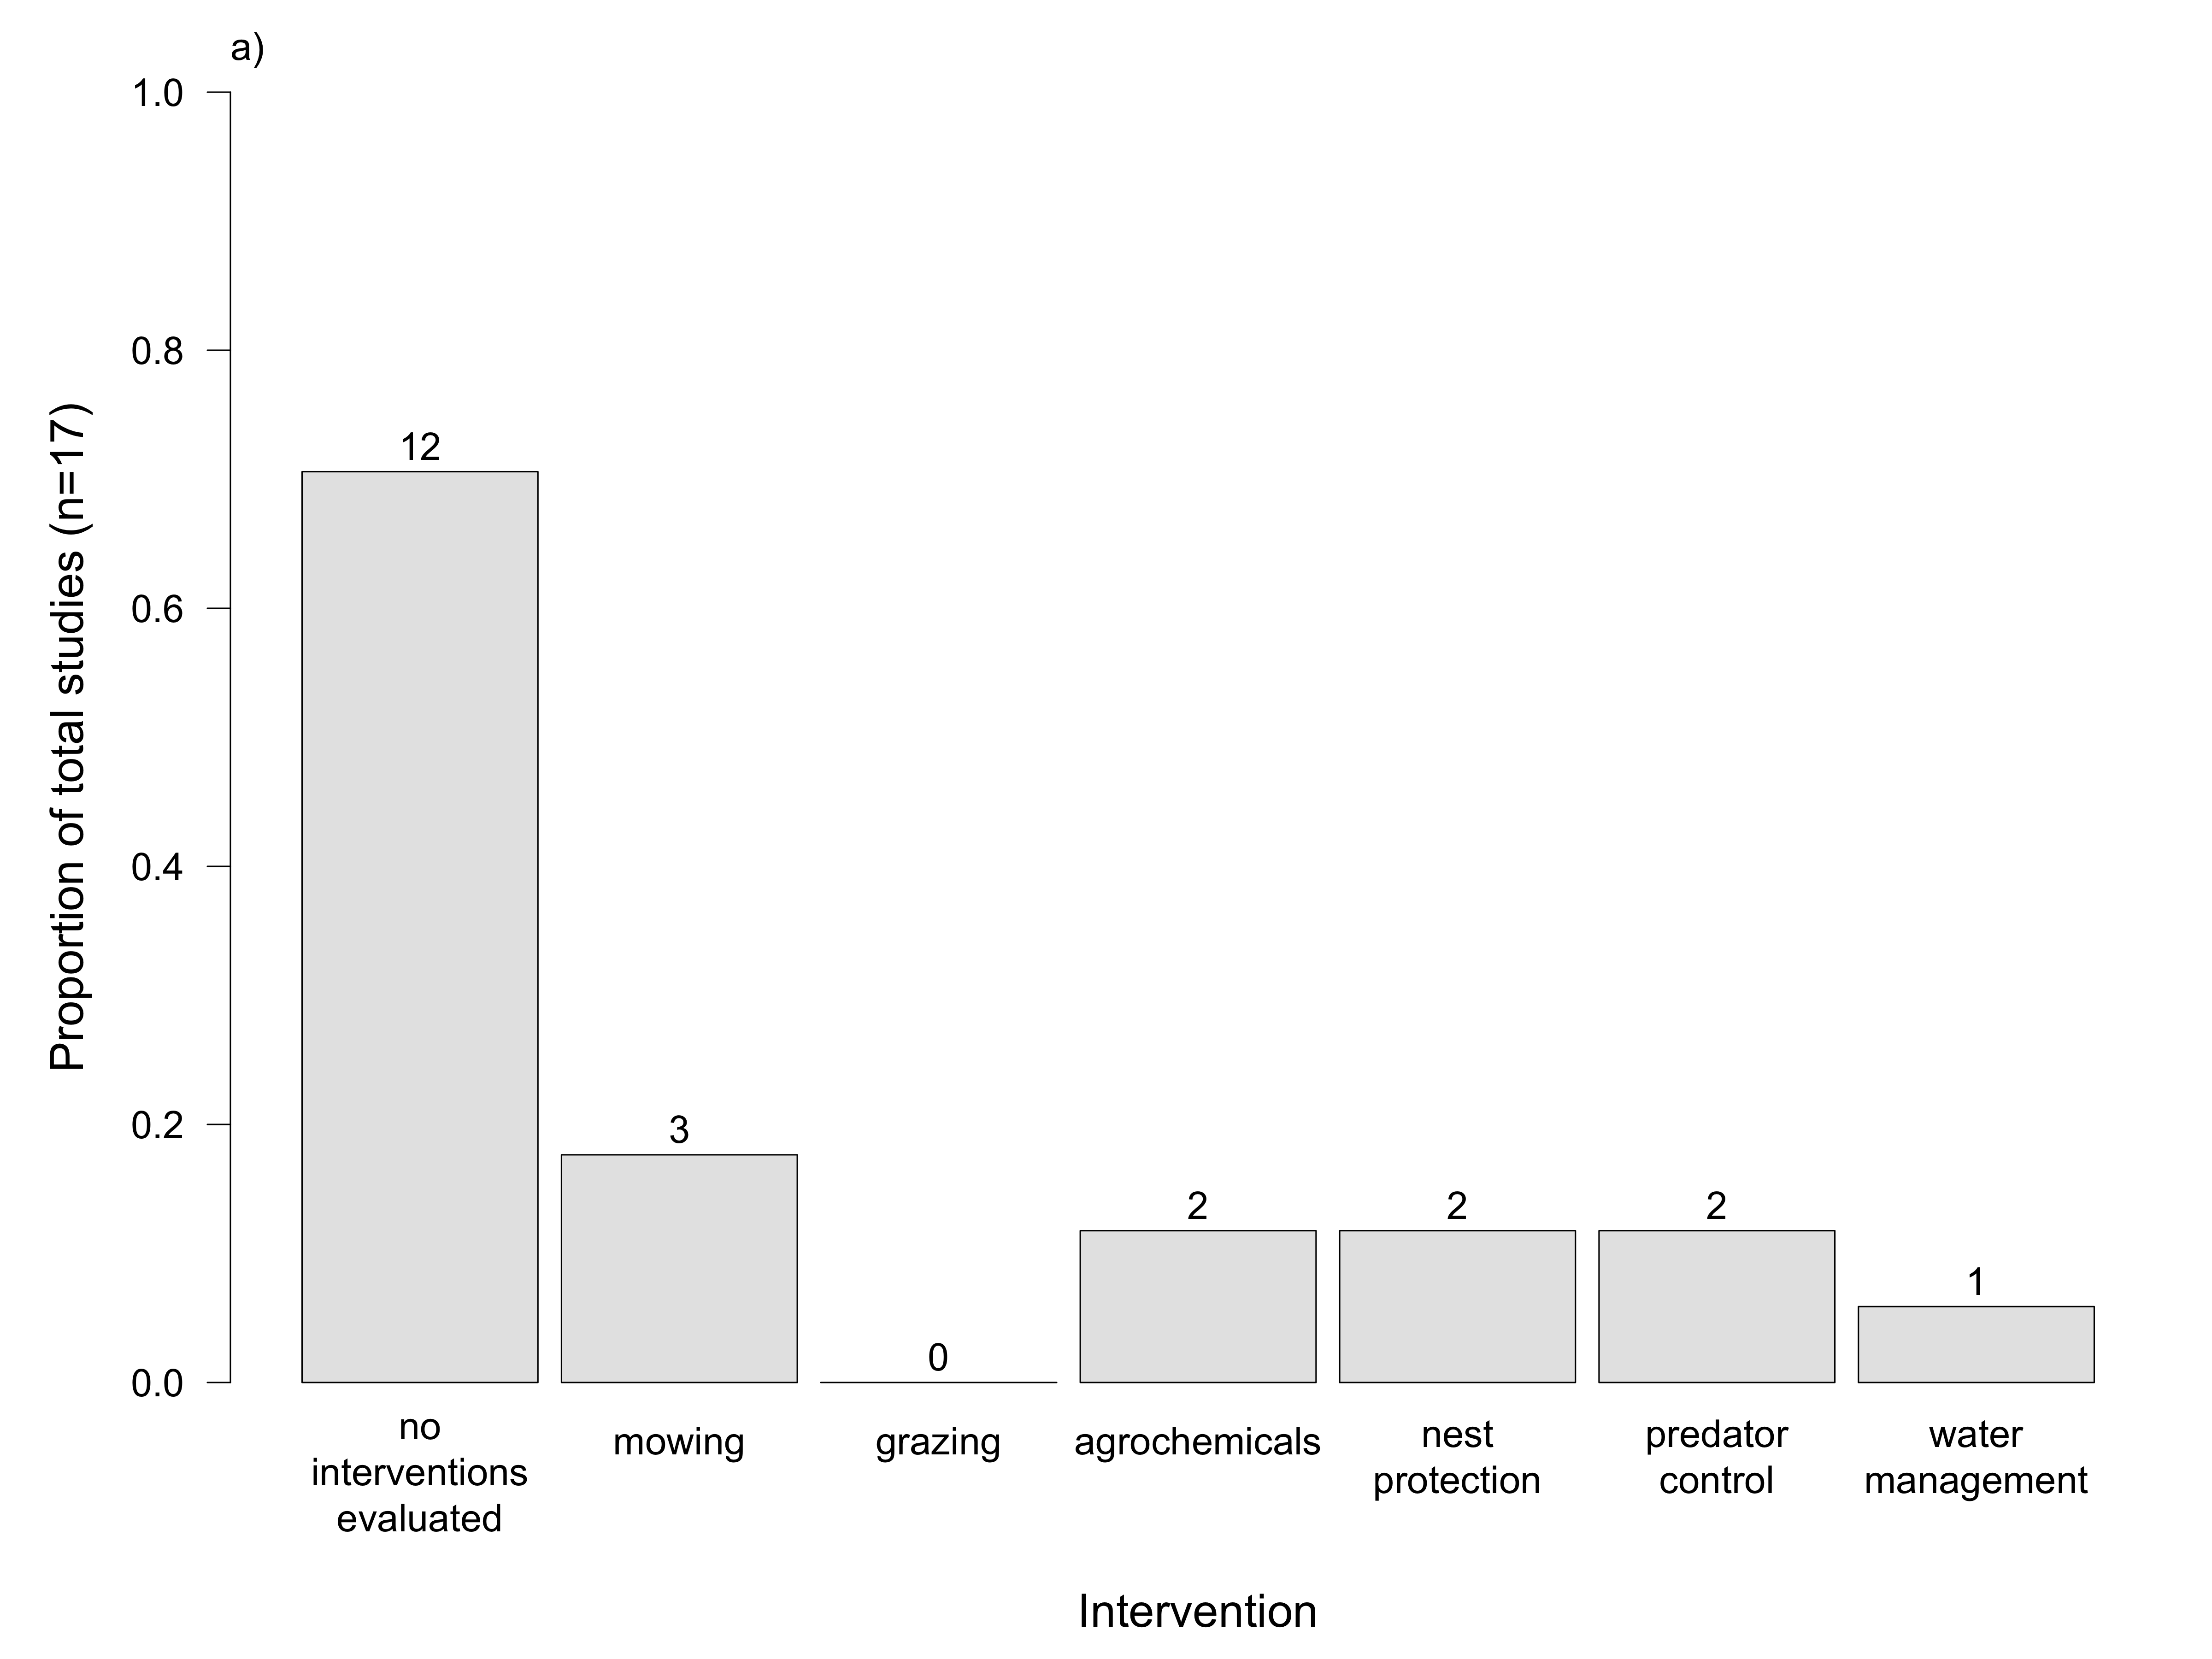 a)
Proportion of total studies (n=17)
1.0
0.8
0.6
0.4
0.2
0.0
12
3
0
2
2
2
1
no
interventions
evaluated
mowing
grazing
agrochemicals
nest
protection
predator
control
water
management
Intervention